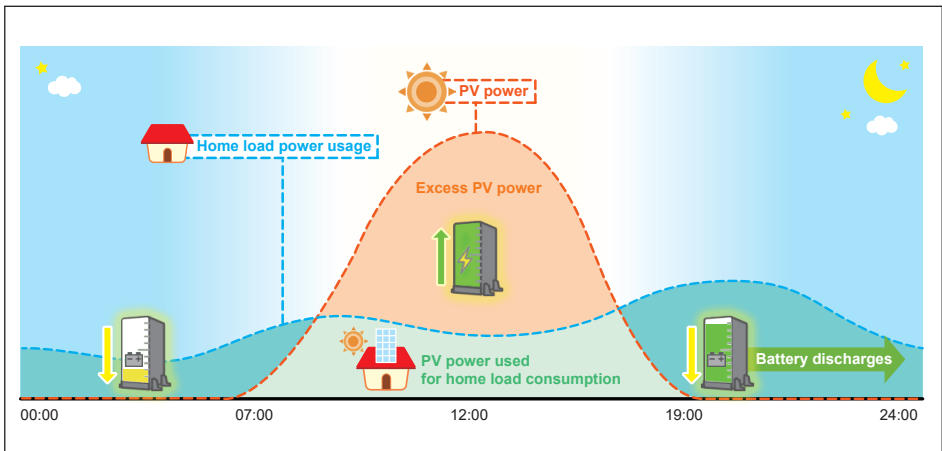 PV power
Home load power usage
Excess PV power
PV power used
for home load consumption
Battery discharges
00:00
07:00
12:00
19:00
24:00